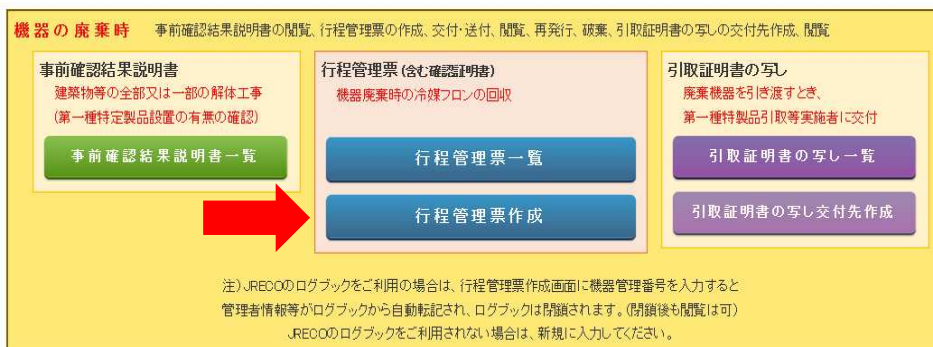 機器の廃棄時 事前確認結果説明書の閲覧、行程管理票の作成、交付・送付、閲覧、再発行、破棄、引取証明書の写しの交付先作成、閲覧
事前確認結果説明書
建築物等の全部又は一部の解体工事
(第一種特定製品設置の有無の確認)
事前確認結果説明書一覧
行程管理票(含む確認証明書)
機器廃棄時の冷媒フロンの回収
行程管理票一覧
行程管理票作成
引取証明書の写し
廃棄機器を引き渡すとき、
第一種特製品引取等実施者に交付
引取証明書の写し一覧
引取証明書の写し交付先作成
注)JRECOのログブックをご利用の場合は、行程管理票作成画面に機器管理番号を入力すると
管理者情報等がログブックから自動転記され、ログブックは閉鎖されます。(閉鎖後も閲覧は可)
JRECOのログブックをご利用されない場合は、新規に入力してください。